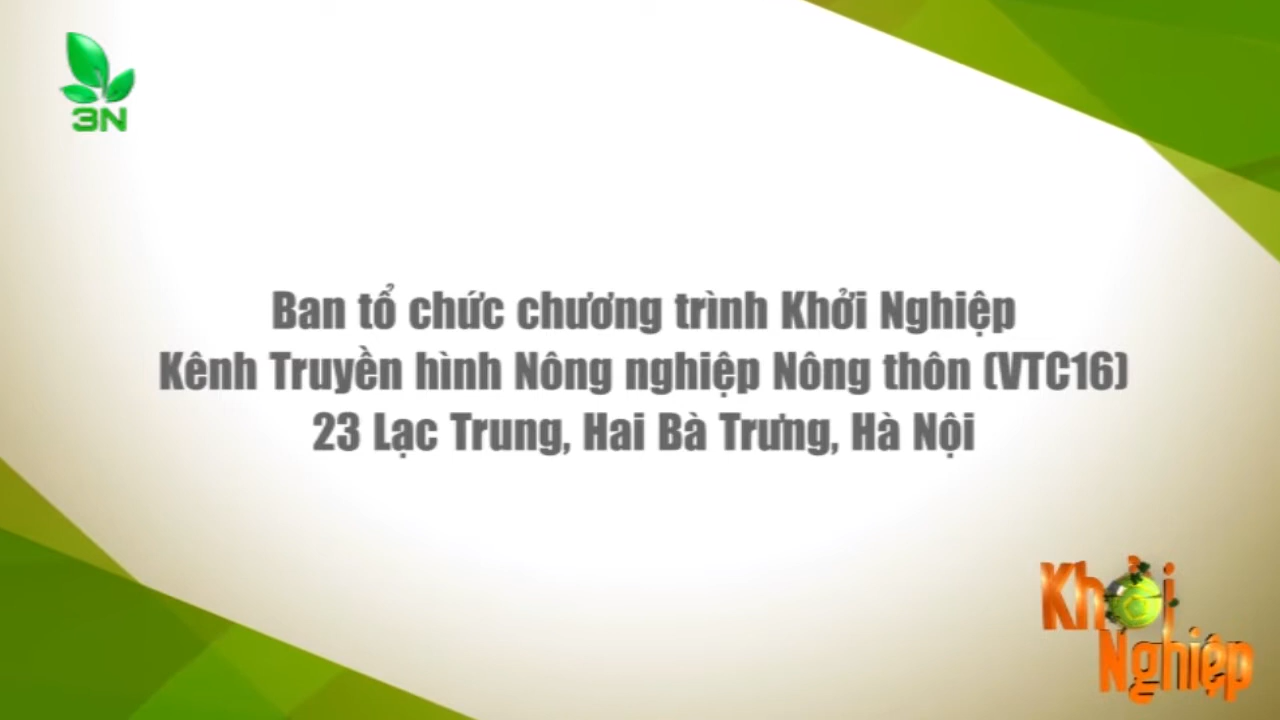 3N
Ban tổ chức chương trình Khởi Nghiệp
Kênh Truyền hình Nông nghiệp Nông thôn (VTC16)
23 Lạc Trung, Hai Bà Trưng, Hà Nội
Khởi
Nghiệp